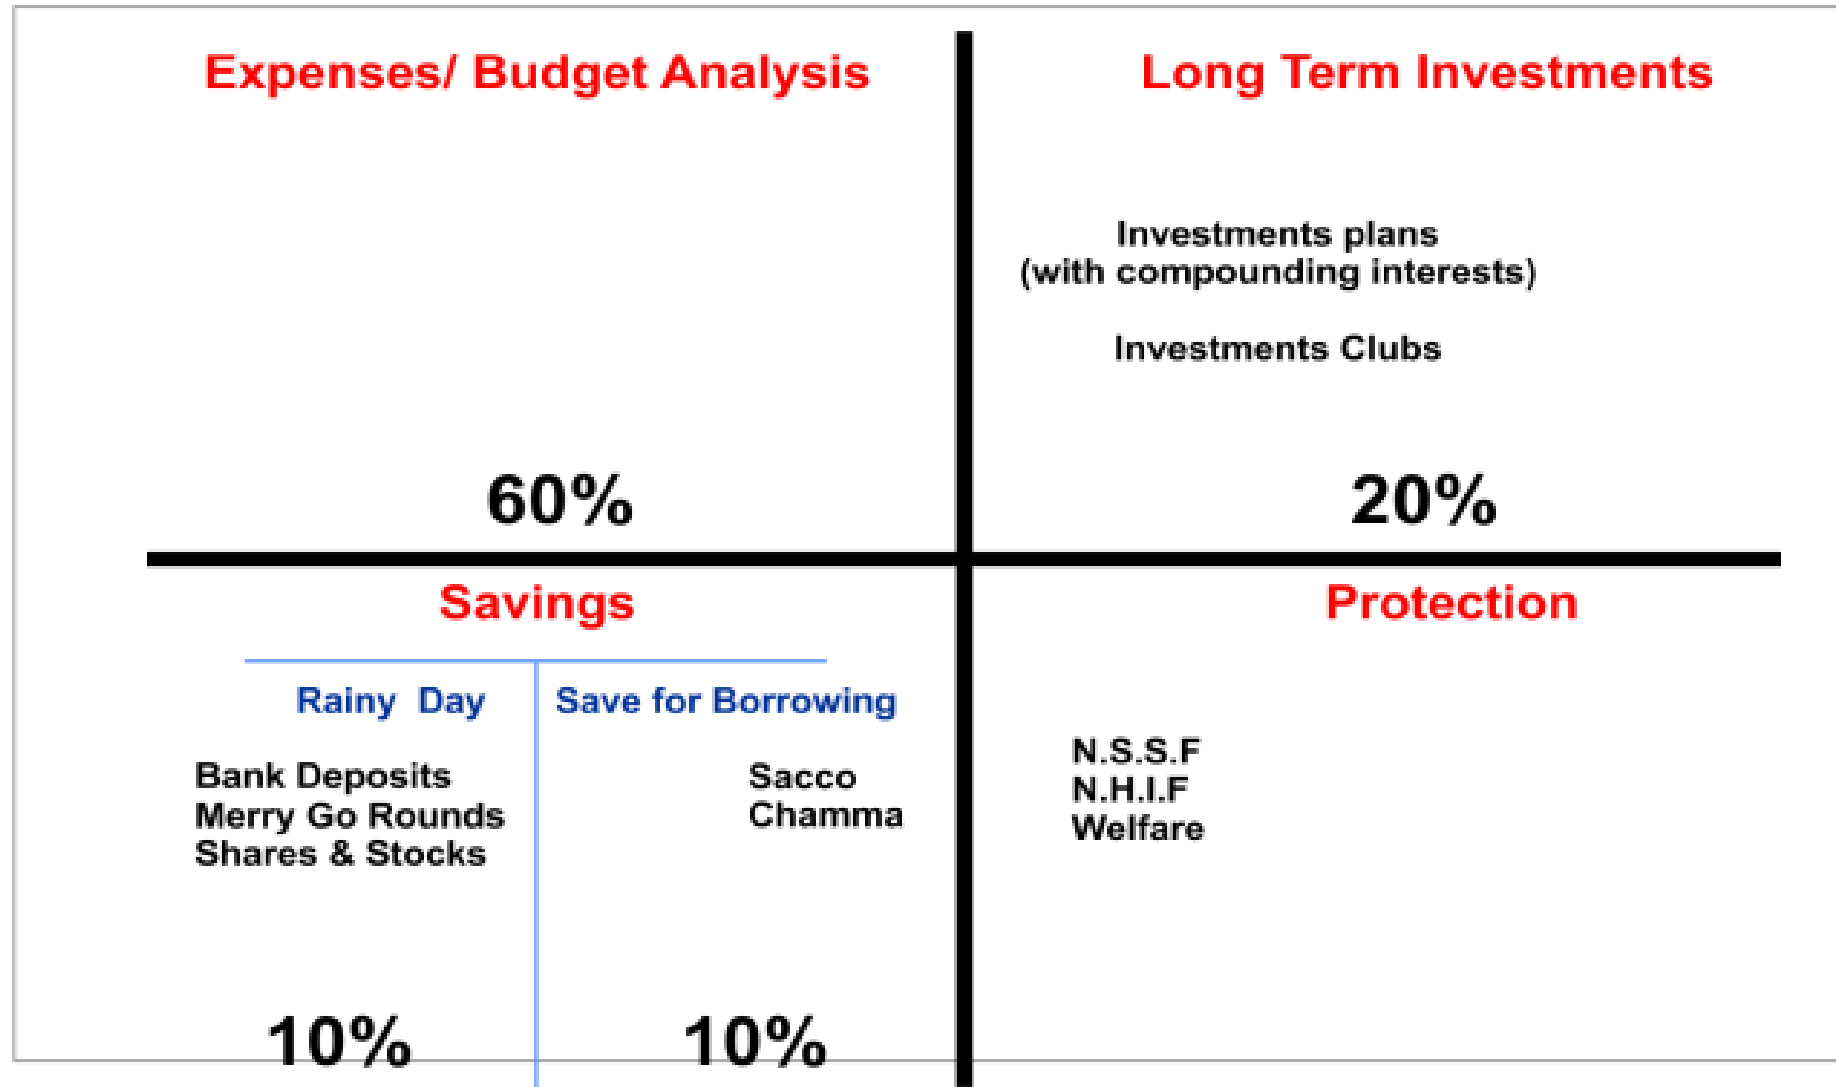 Expenses/ Budget Analysis
60%
Long Term Investments
Investments plans
(with compounding interests)
Investments Clubs
20%
Savings
Rainy Day
Bank Deposits
Merry Go Rounds
Shares & Stocks
10%
Save for Borrowing
Sacco
Chamma
10%
Protection
N.S.S.F
N.H.I.F
Welfare